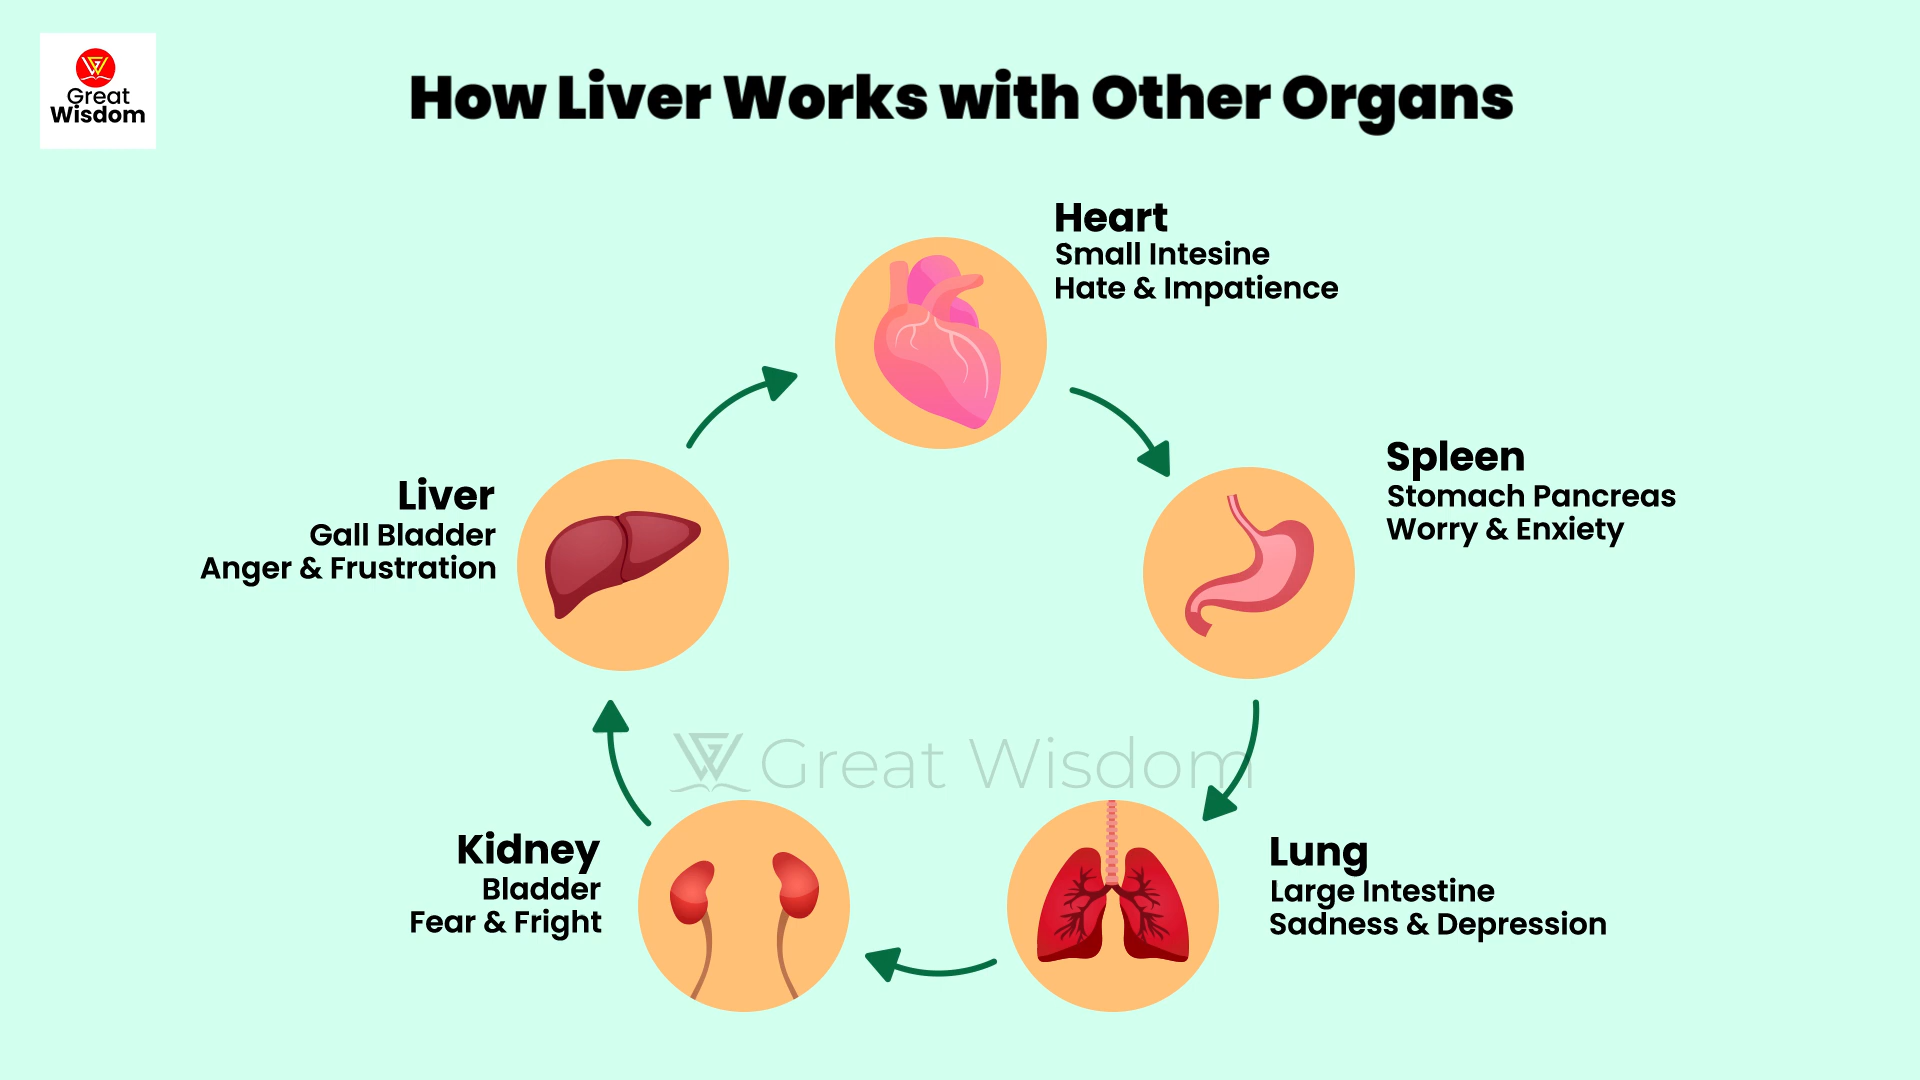 Great
Wisdom
How Liver Works with Other Organs
Heart
Small Intesine
Hate & Impatience
Spleen
Stomach Pancreas
Worry & Enxiety
Liver
Gall Bladder
Anger & Frustration
Great Wisdom
Kidney
Bladder
Fear & Fright
Lung
Large Intestine
Sadness & Depression